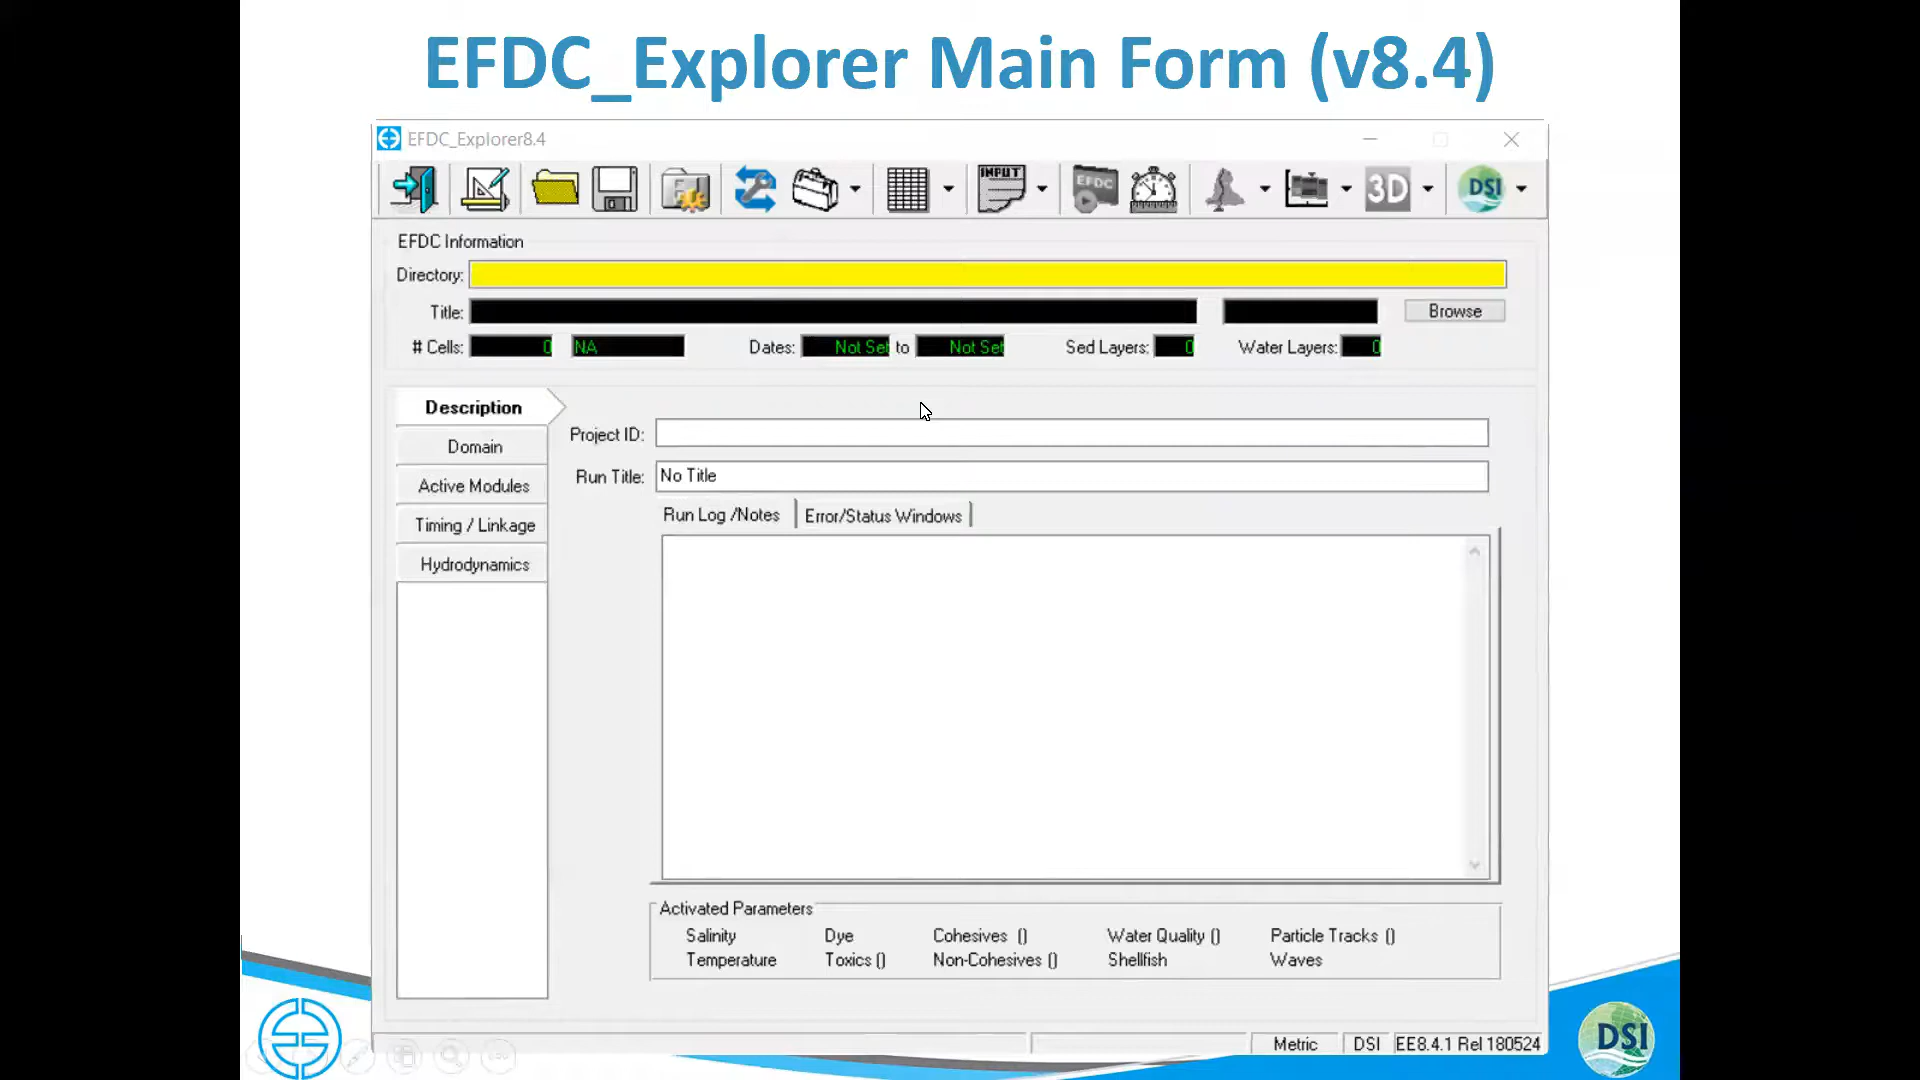 EFDC_Explorer Main Form (v8.4)
EFDC_Explorer8.4
INPUT
EFDC
3D
DSI
EFDC Information
Directory:
Title:
Browse
# Cells: 0 NA Dates: Not Set to Not Set Sed Layers: 0 Water Layers: 0
Description
Domain
Active Modules
Timing / Linkage
Hydrodynamics
Project ID:
Run Title: No Title
Run Log /Notes Error/Status Windows
Activated Parameters
Salinity Dye Cohesives () Water Quality () Particle Tracks ()
Temperature Toxics () Non-Cohesives () Shellfish Waves
Metric DSI EE8.4.1 Rel 180524
DSI